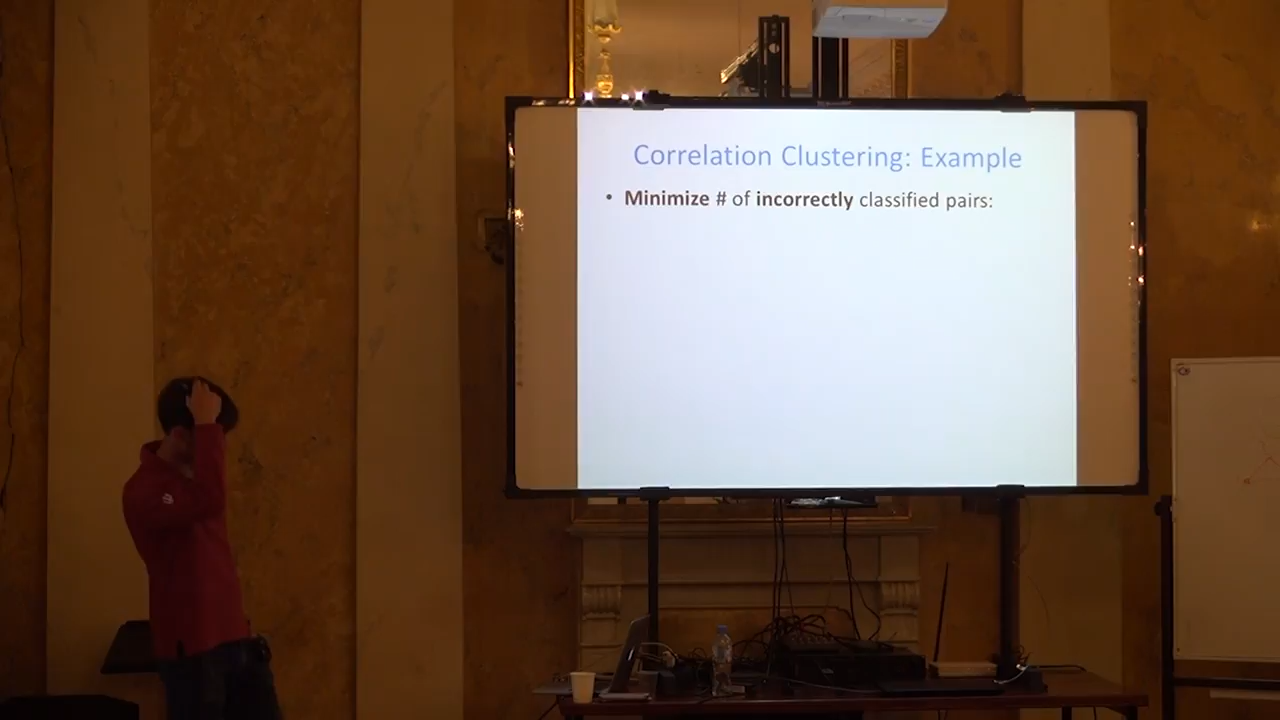 Correlation Clustering: Example
• Minimize # of incorrectly classified pairs: